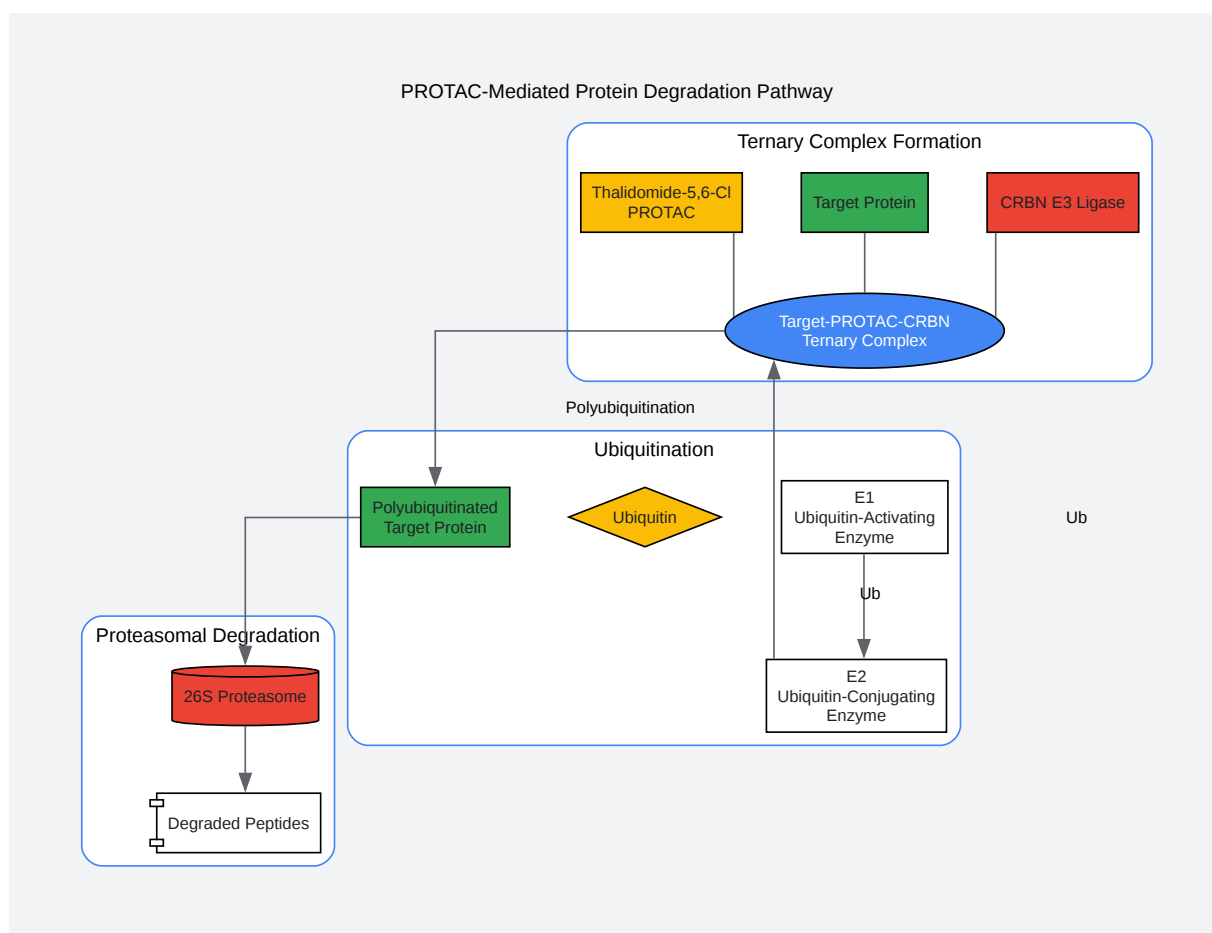 PROTAC-Mediated Protein Degradation Pathway
Ternary Complex Formation
Thalidomide-5,6-Cl
PROTAC
Target Protein
CRBN E3 Ligase
Target-PROTAC-CRBN
Ternary Complex
Polyubiquitination
Ubiquitination
Polyubiquitinated
Target Protein
Ubiquitin
E1
Ubiquitin-Activating
Enzyme
Ub
Ub
E2
Ubiquitin-Conjugating
Enzyme
Proteasomal Degradation
26S Proteasome
Degraded Peptides